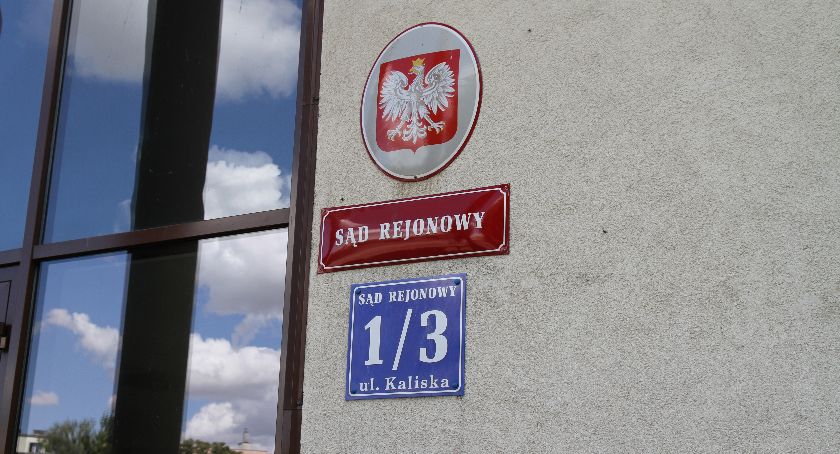 SĄD REJONOWY
SĄD REJONOWY
1/3
ul. Kaliska